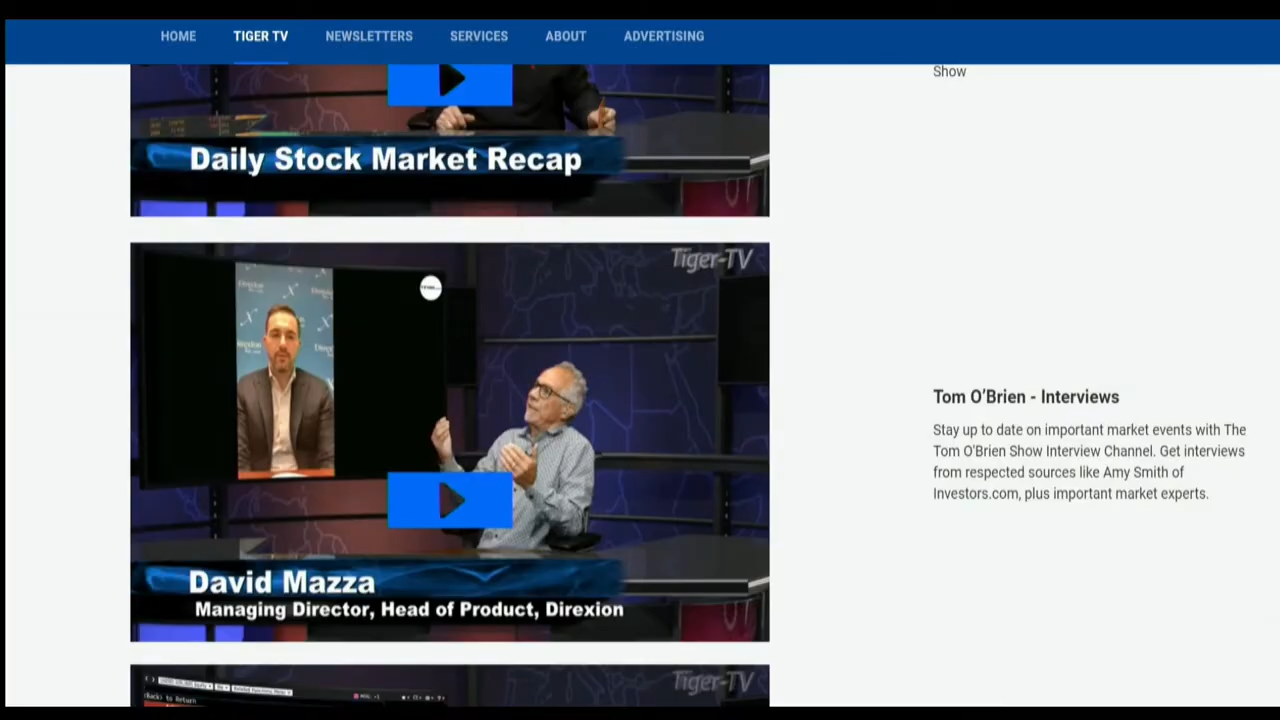 HOME TIGER TV NEWSLETTERS SERVICES ABOUT ADVERTISING
Show
Daily Stock Market Recap
Tiger-TV
David Mazza
Managing Director, Head of Product, Direxion
Tom O’Brien - Interviews
Stay up to date on important market events with The
Tom O'Brien Show Interview Channel. Get interviews
from respected sources like Amy Smith of
Investors.com, plus important market experts.
Tiger-TV